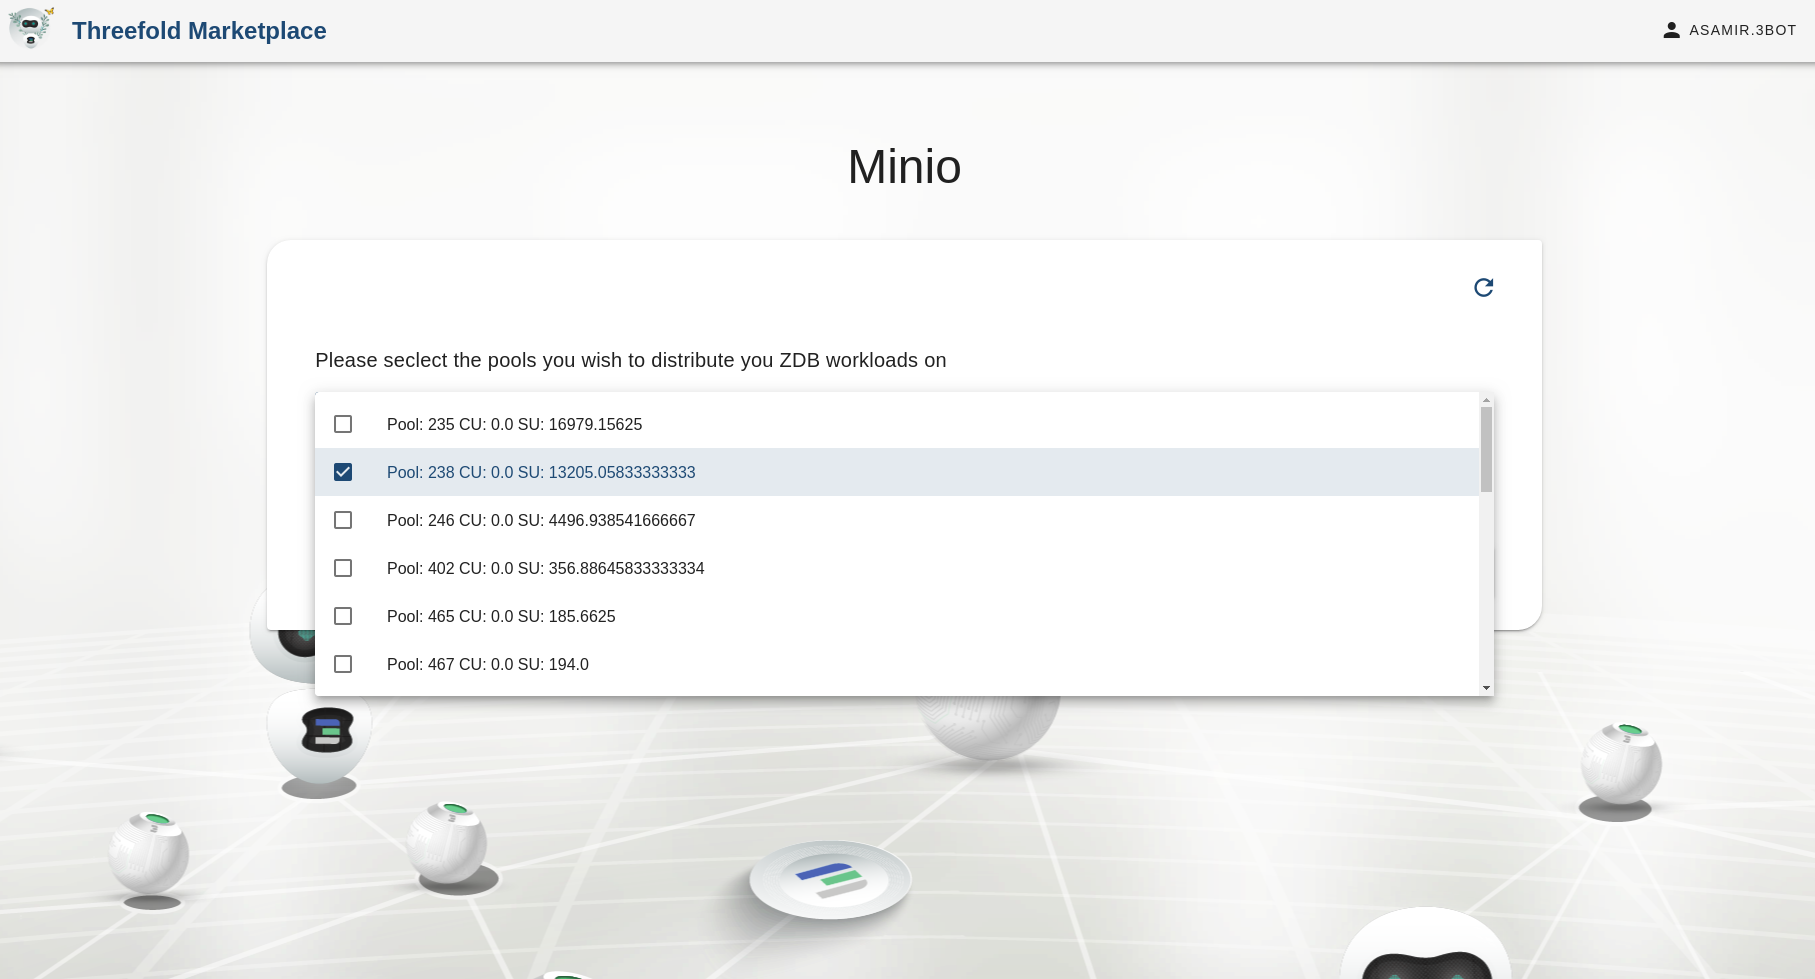 Threefold Marketplace
ASAMIR.3BOT
Minio
Please seclect the pools you wish to distribute you ZDB workloads on
Pool: 235 CU: 0.0 SU: 16979.15625
Pool: 238 CU: 0.0 SU: 13205.05833333333
Pool: 246 CU: 0.0 SU: 4496.938541666667
Pool: 402 CU: 0.0 SU: 356.88645833333334
Pool: 465 CU: 0.0 SU: 185.6625
Pool: 467 CU: 0.0 SU: 194.0